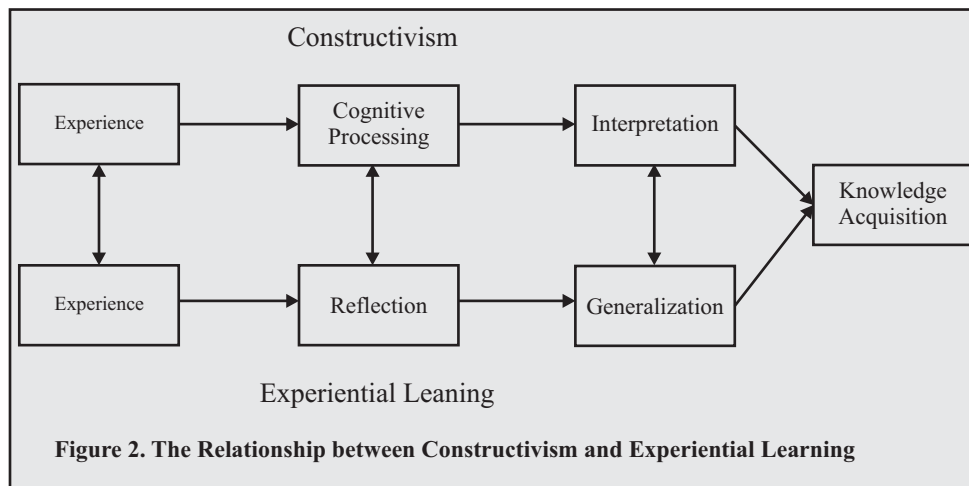 Constructivism
Experience
Cognitive
Processing
Interpretation
Knowledge
Acquisition
Experience
Reflection
Generalization
Experiential Leaning
Figure 2. The Relationship between Constructivism and Experiential Learning